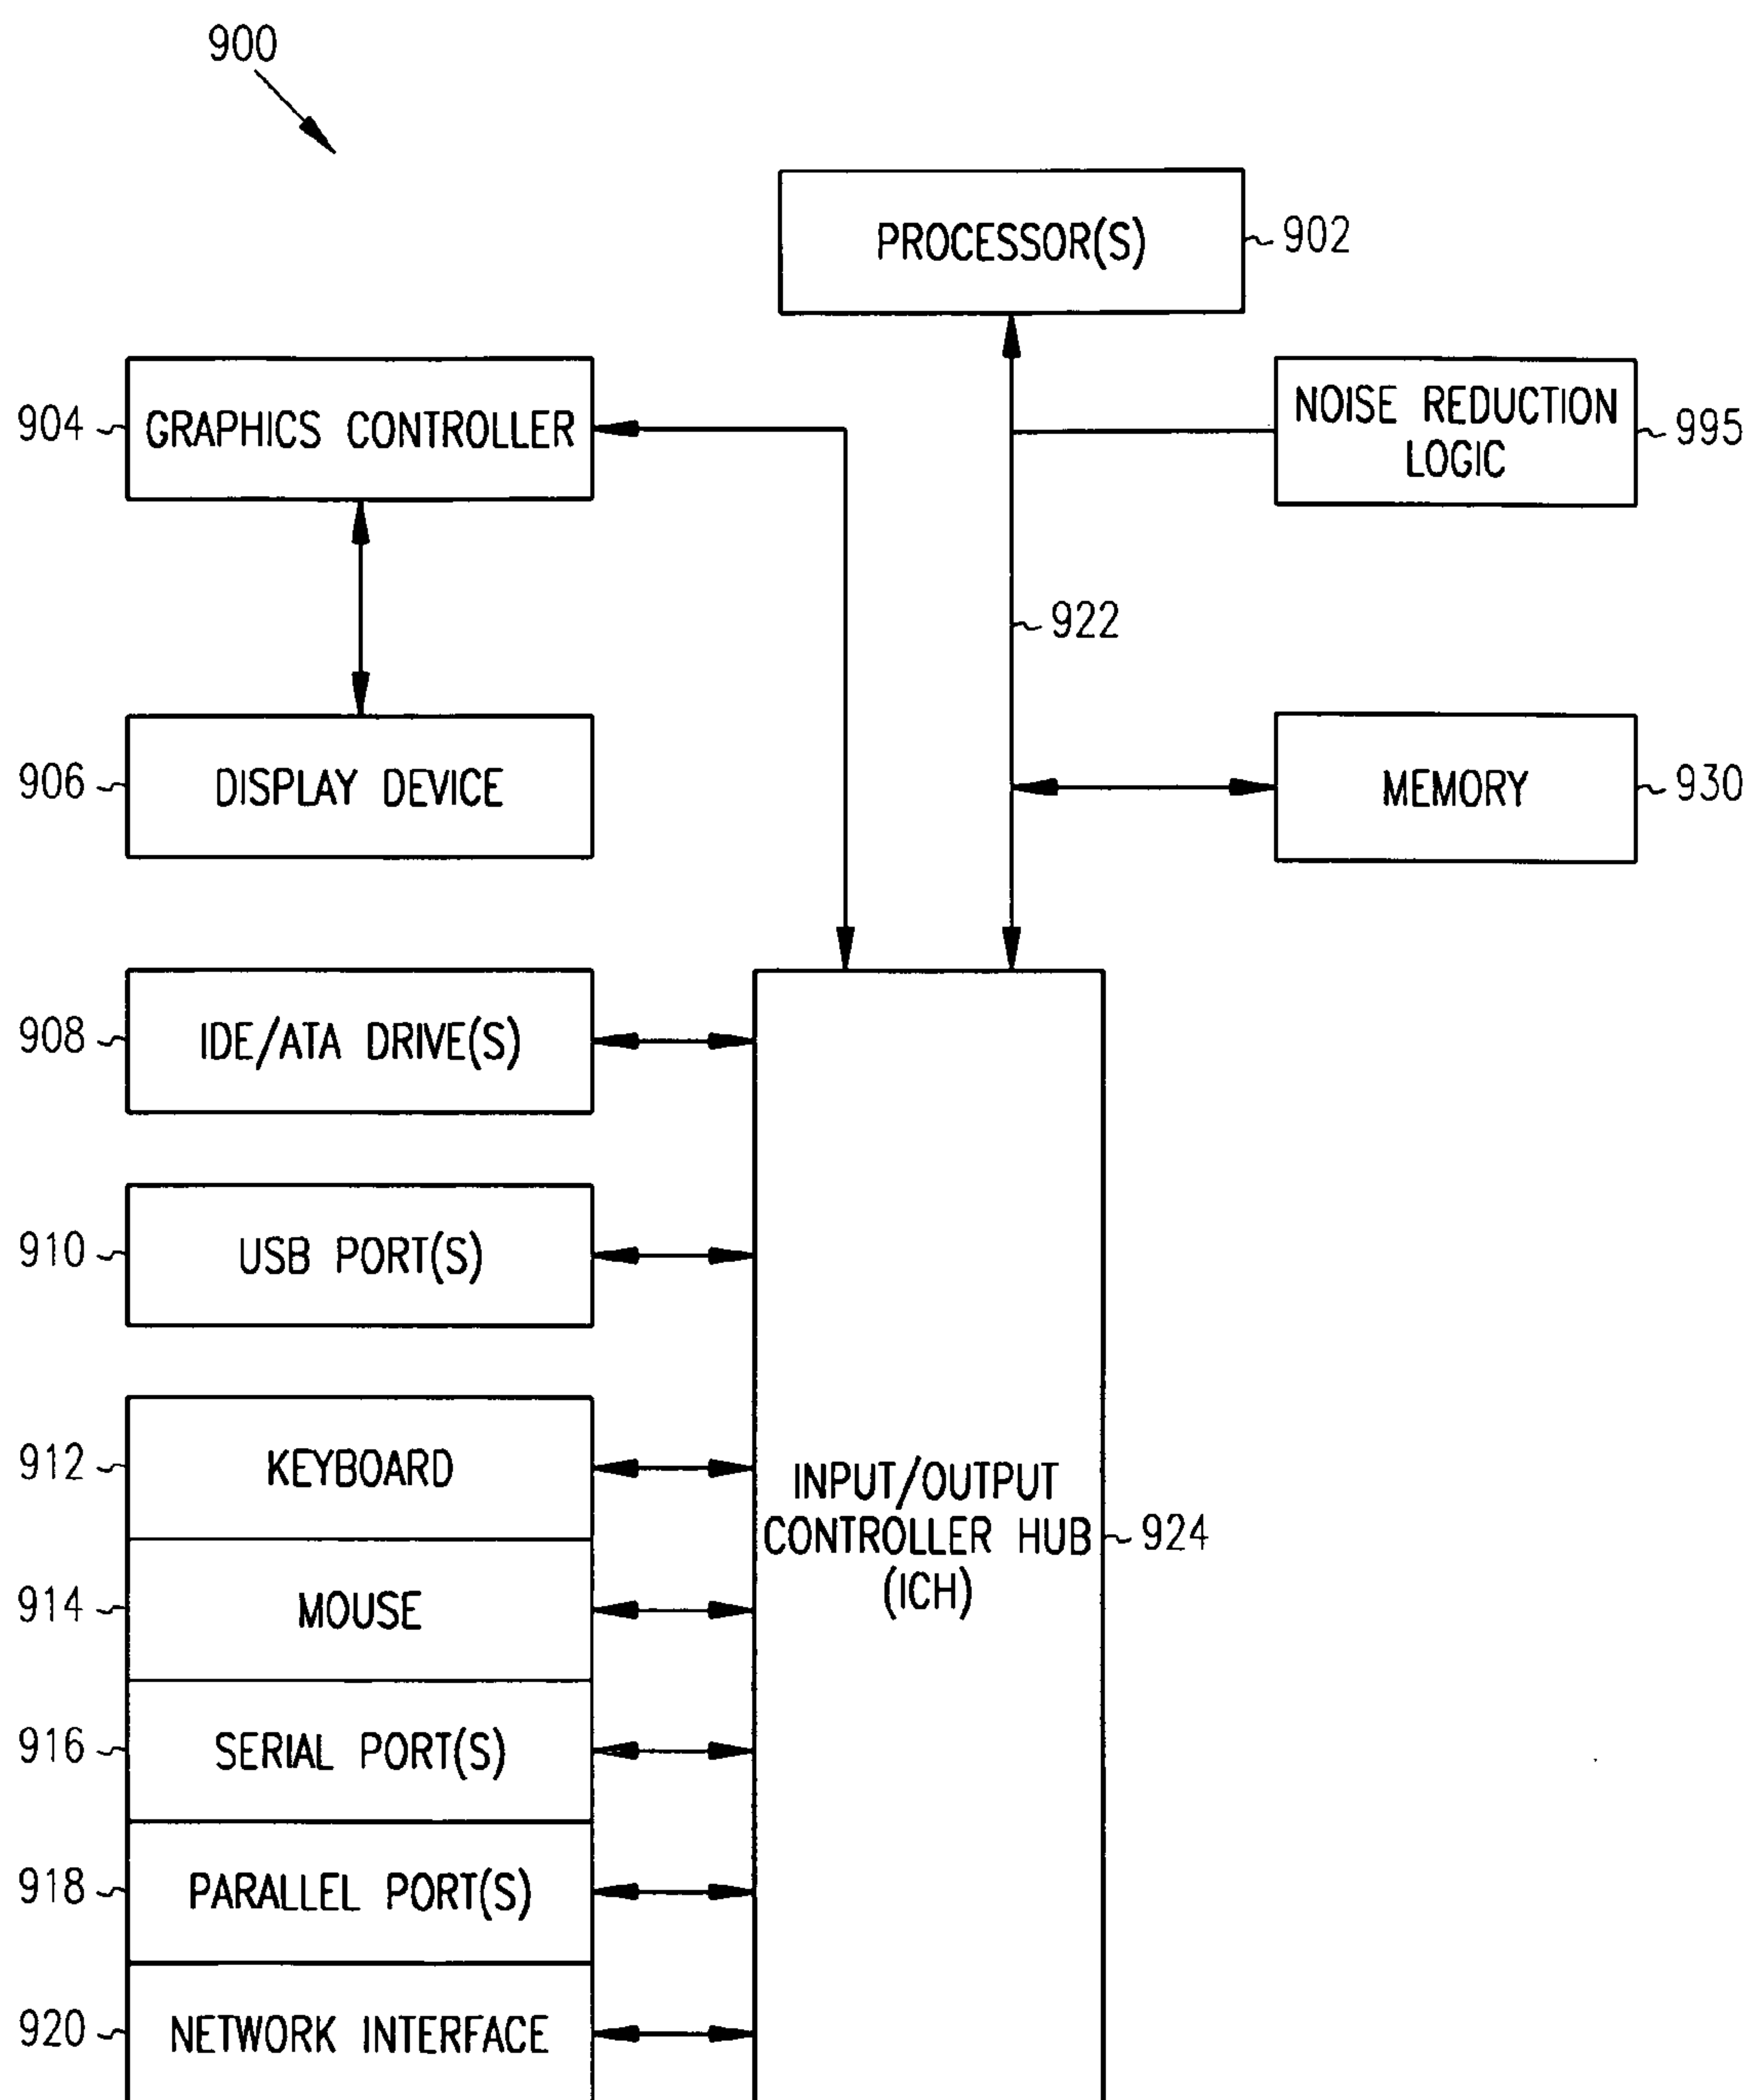 900
PROCESSOR(S)
902
904
GRAPHICS CONTROLLER
NOISE REDUCTION
LOGIC
995
922
906
DISPLAY DEVICE
MEMORY
930
908
IDE/ATA DRIVE(S)
910
USB PORT(S)
912
KEYBOARD
INPUT/OUTPUT
CONTROLLER HUB
(ICH)
924
914
MOUSE
916
SERIAL PORT(S)
918
PARALLEL PORT(S)
920
NETWORK INTERFACE